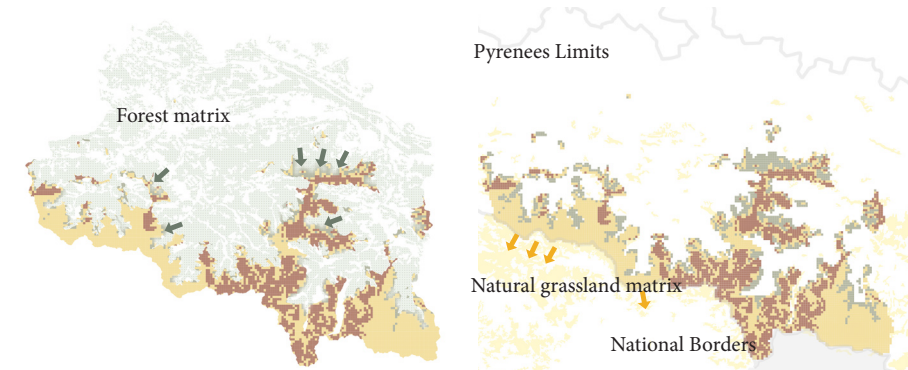 Pyrenees Limits
Forest matrix
Natural grassland matrix
National Borders